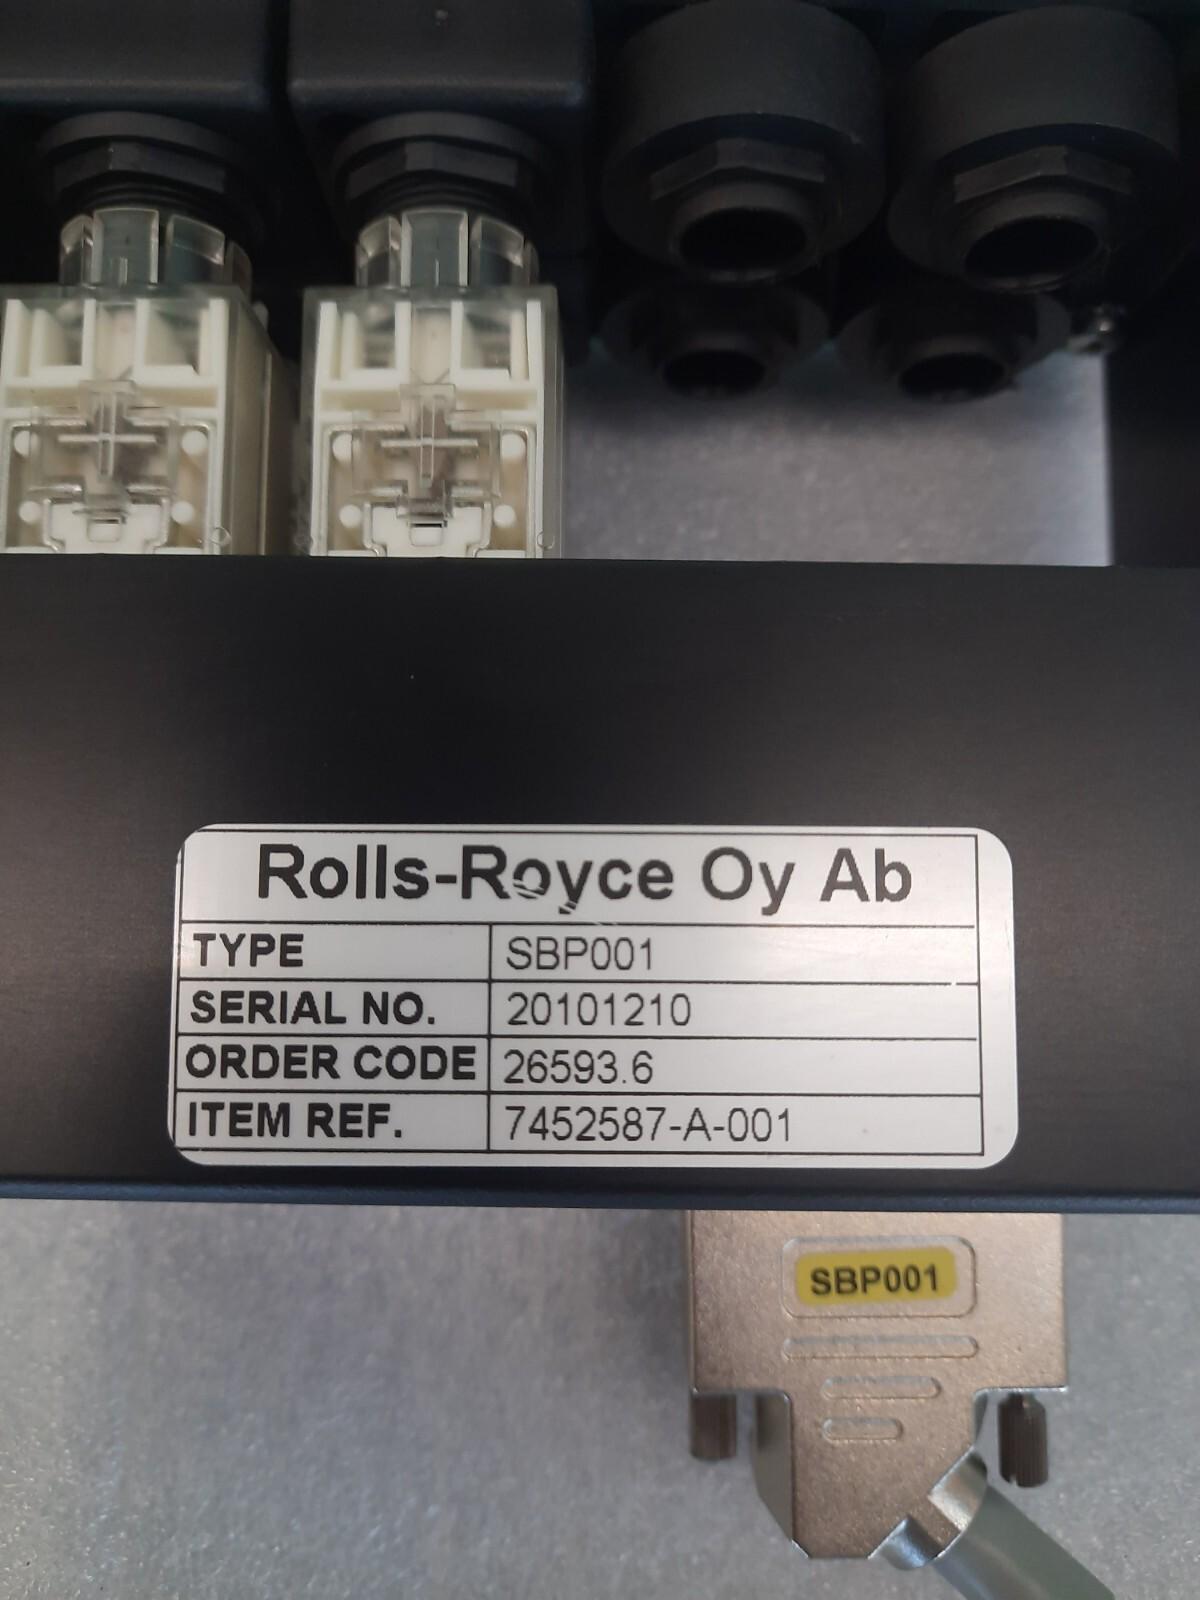 Rolls-Royce Oy Ab
TYPE SBP001
SERIAL NO. 20101210
ORDER CODE 26593.6
ITEM REF. 7452587-A-001
SBP001